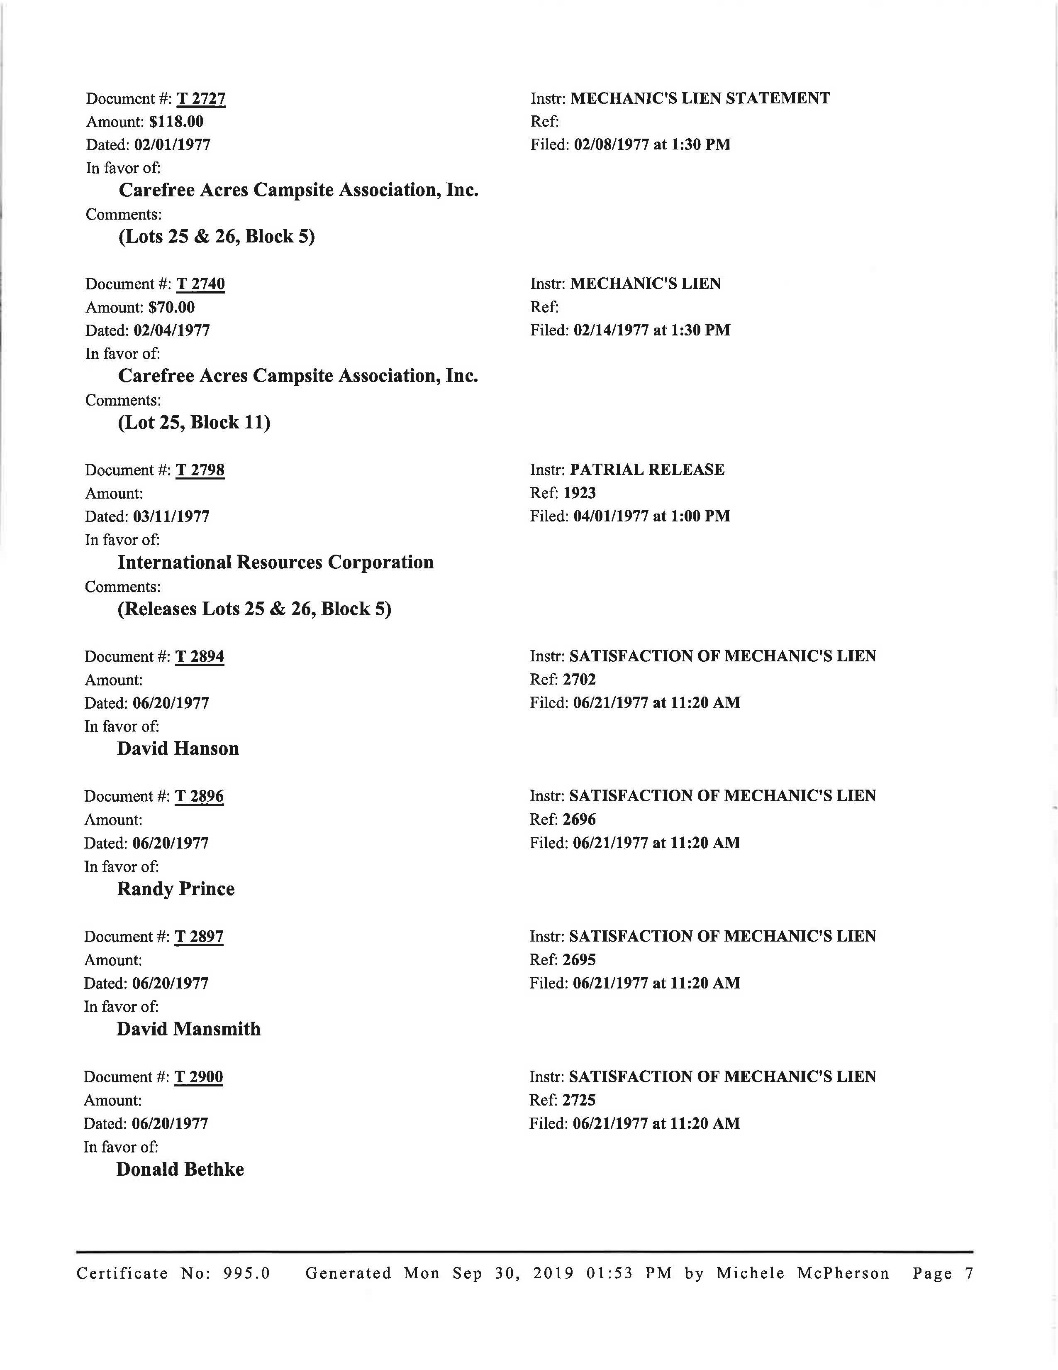 Document #: T 2727 Instr: MECHANIC'S LIEN STATEMENT
Amount: $118.00 Ref:
Dated: 02/01/1977 Filed: 02/08/1977 at 1:30 PM
In favor of:
Carefree Acres Campsite Association, Inc.
Comments:
(Lots 25 & 26, Block 5)
Document #: T 2740 Instr: MECHANIC'S LIEN
Amount: $70.00 Ref:
Dated: 02/04/1977 Filed: 02/14/1977 at 1:30 PM
In favor of:
Carefree Acres Campsite Association, Inc.
Comments:
(Lot 25, Block 11)
Document #: T 2798 Instr: PATRIAL RELEASE
Amount: Ref: 1923
Dated: 03/11/1977 Filed: 04/01/1977 at 1:00 PM
In favor of:
International Resources Corporation
Comments:
(Releases Lots 25 & 26, Block 5)
Document #: T 2894 Instr: SATISFACTION OF MECHANIC'S LIEN
Amount: Ref: 2702
Dated: 06/20/1977 Filed: 06/21/1977 at 11:20 AM
In favor of:
David Hanson
Document #: T 2896 Instr: SATISFACTION OF MECHANIC'S LIEN
Amount: Ref: 2696
Dated: 06/20/1977 Filed: 06/21/1977 at 11:20 AM
In favor of:
Randy Prince
Document #: T 2897 Instr: SATISFACTION OF MECHANIC'S LIEN
Amount: Ref: 2695
Dated: 06/20/1977 Filed: 06/21/1977 at 11:20 AM
In favor of:
David Mansmith
Document #: T 2900 Instr: SATISFACTION OF MECHANIC'S LIEN
Amount: Ref: 2725
Dated: 06/20/1977 Filed: 06/21/1977 at 11:20 AM
In favor of:
Donald Bethke
Certificate No: 995.0 Generated Mon Sep 30, 2019 01:53 PM by Michele McPherson Page 7